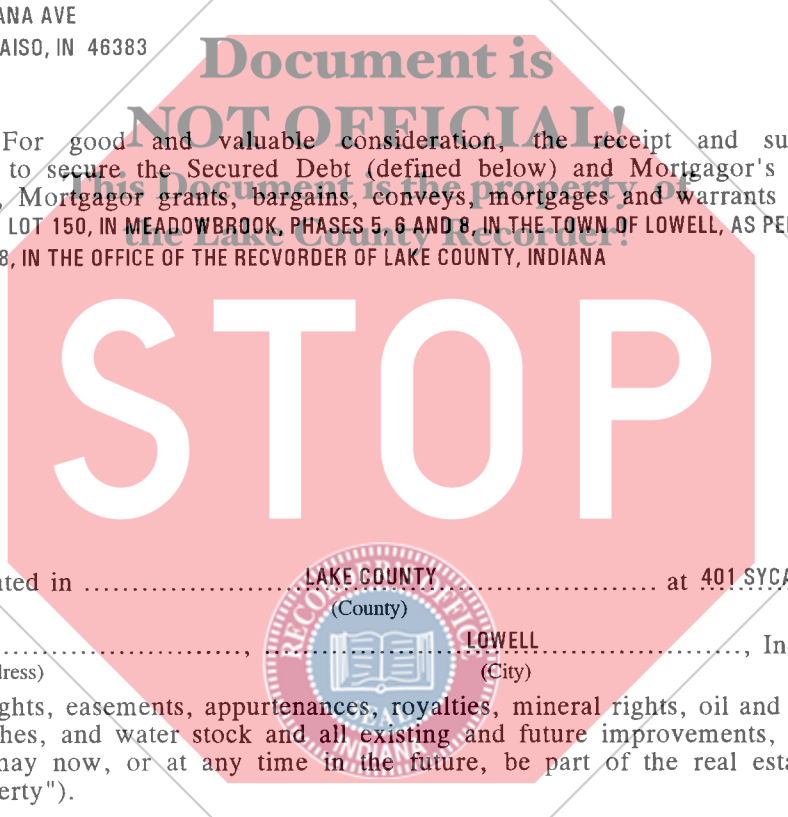 ANA AVE
AISO, IN 46383
Document is
NOT OFFICIAL!
This Document is the property of
the Lake County Recorder!
For good and valuable consideration, the receipt and su
to secure the Secured Debt (defined below) and Mortgagor's
, Mortgagor grants, bargains, conveys, mortgages and warrants
LOT 150, IN MEADOWBROOK, PHASES 5, 6 AND 8, IN THE TOWN OF LOWELL, AS PE
8, IN THE OFFICE OF THE RECVORDER OF LAKE COUNTY, INDIANA
STOP
ated in ..................... LAKE COUNTY ..................... at 401 SYCA
(County)
....................., ..................... LOWELL ....................., In
ress) (City)
RECORDER OFFICE
SEAL
INDIANA
ghts, easements, appurtenances, royalties, mineral rights, oil and
hes, and water stock and all existing and future improvements,
may now, or at any time in the future, be part of the real esta
erty").